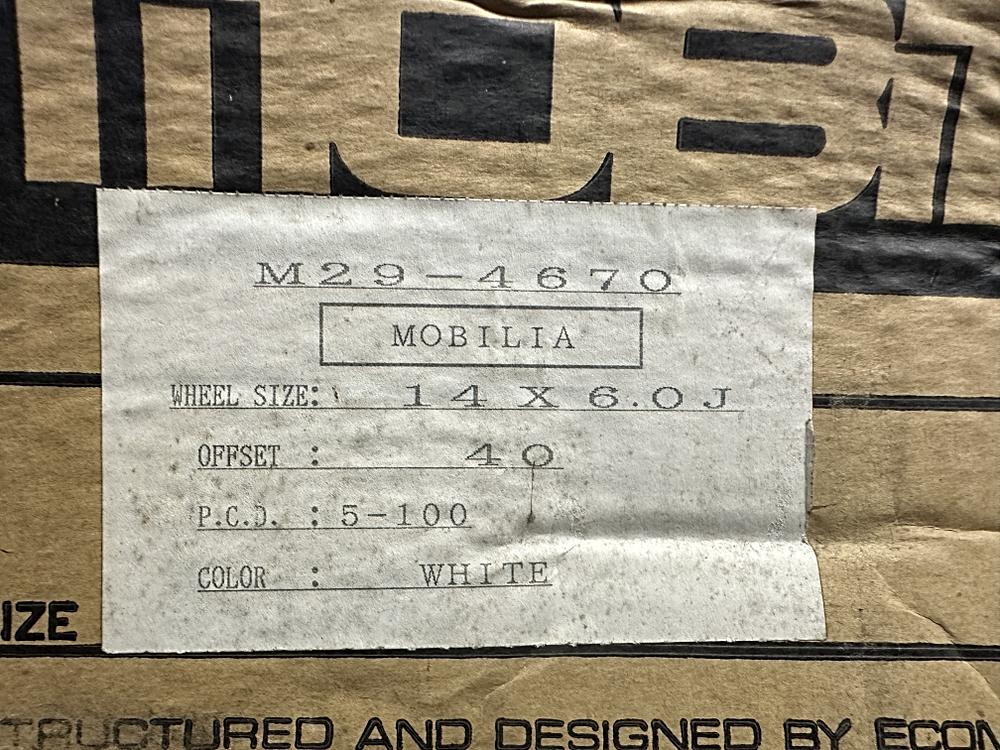 M29-4670
MOBILIA
WHEEL SIZE: 14 X 6.0J
OFFSET : 40
P.C.D. : 5-100
COLOR : WHITE
IZE
TRUCTURED AND DESIGNED BY ECON